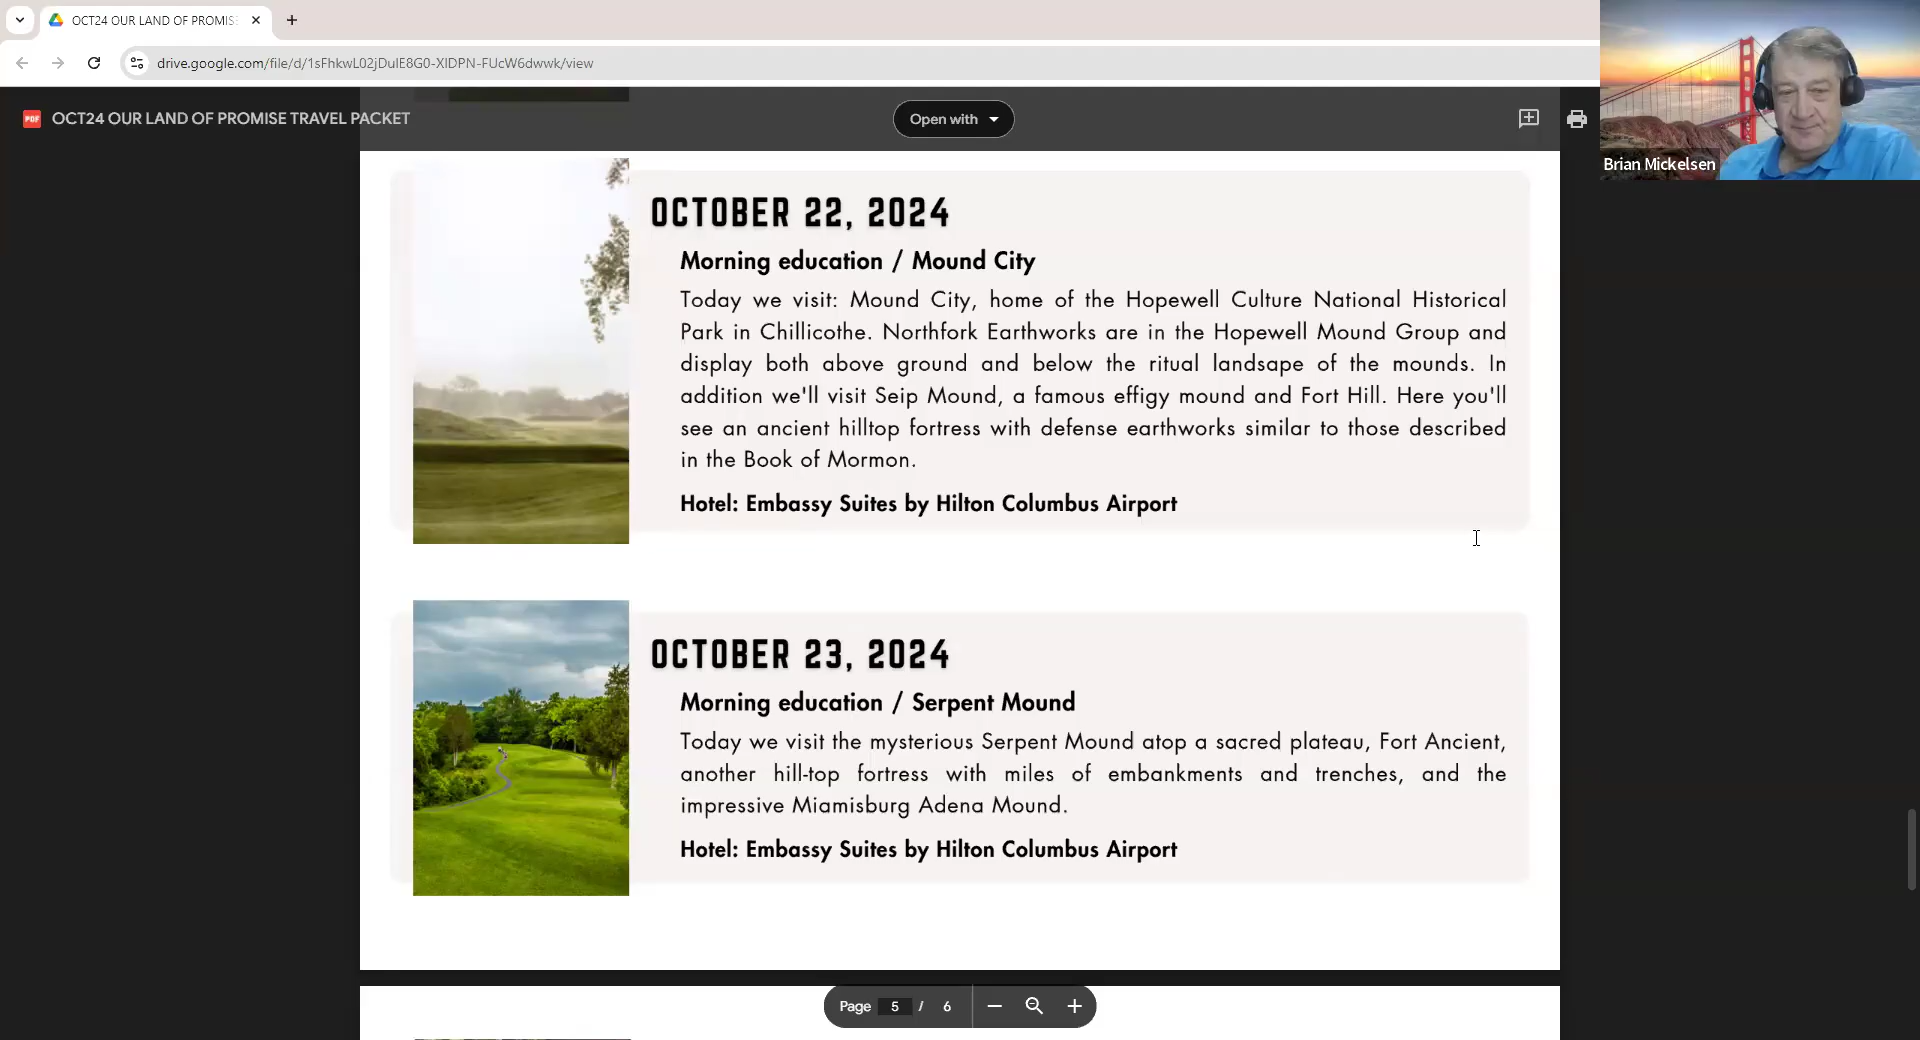 OCT24 OUR LAND OF PROMIS
drive.google.com/file/d/1sFhkwL02jDulE8G0-XIDPN-FUcW6dwwk/view
PDF
OCT24 OUR LAND OF PROMISE TRAVEL PACKET
Open with
Brian Mickelsen
OCTOBER 22, 2024
Morning education / Mound City
Today we visit: Mound City, home of the Hopewell Culture National Historical
Park in Chillicothe. Northfork Earthworks are in the Hopewell Mound Group and
display both above ground and below the ritual landsape of the mounds. In
addition we'll visit Seip Mound, a famous effigy mound and Fort Hill. Here you'll
see an ancient hilltop fortress with defense earthworks similar to those described
in the Book of Mormon.
Hotel: Embassy Suites by Hilton Columbus Airport
OCTOBER 23, 2024
Morning education / Serpent Mound
Today we visit the mysterious Serpent Mound atop a sacred plateau, Fort Ancient,
another hill-top fortress with miles of embankments and trenches, and the
impressive Miamisburg Adena Mound.
Hotel: Embassy Suites by Hilton Columbus Airport
Page 5 / 6